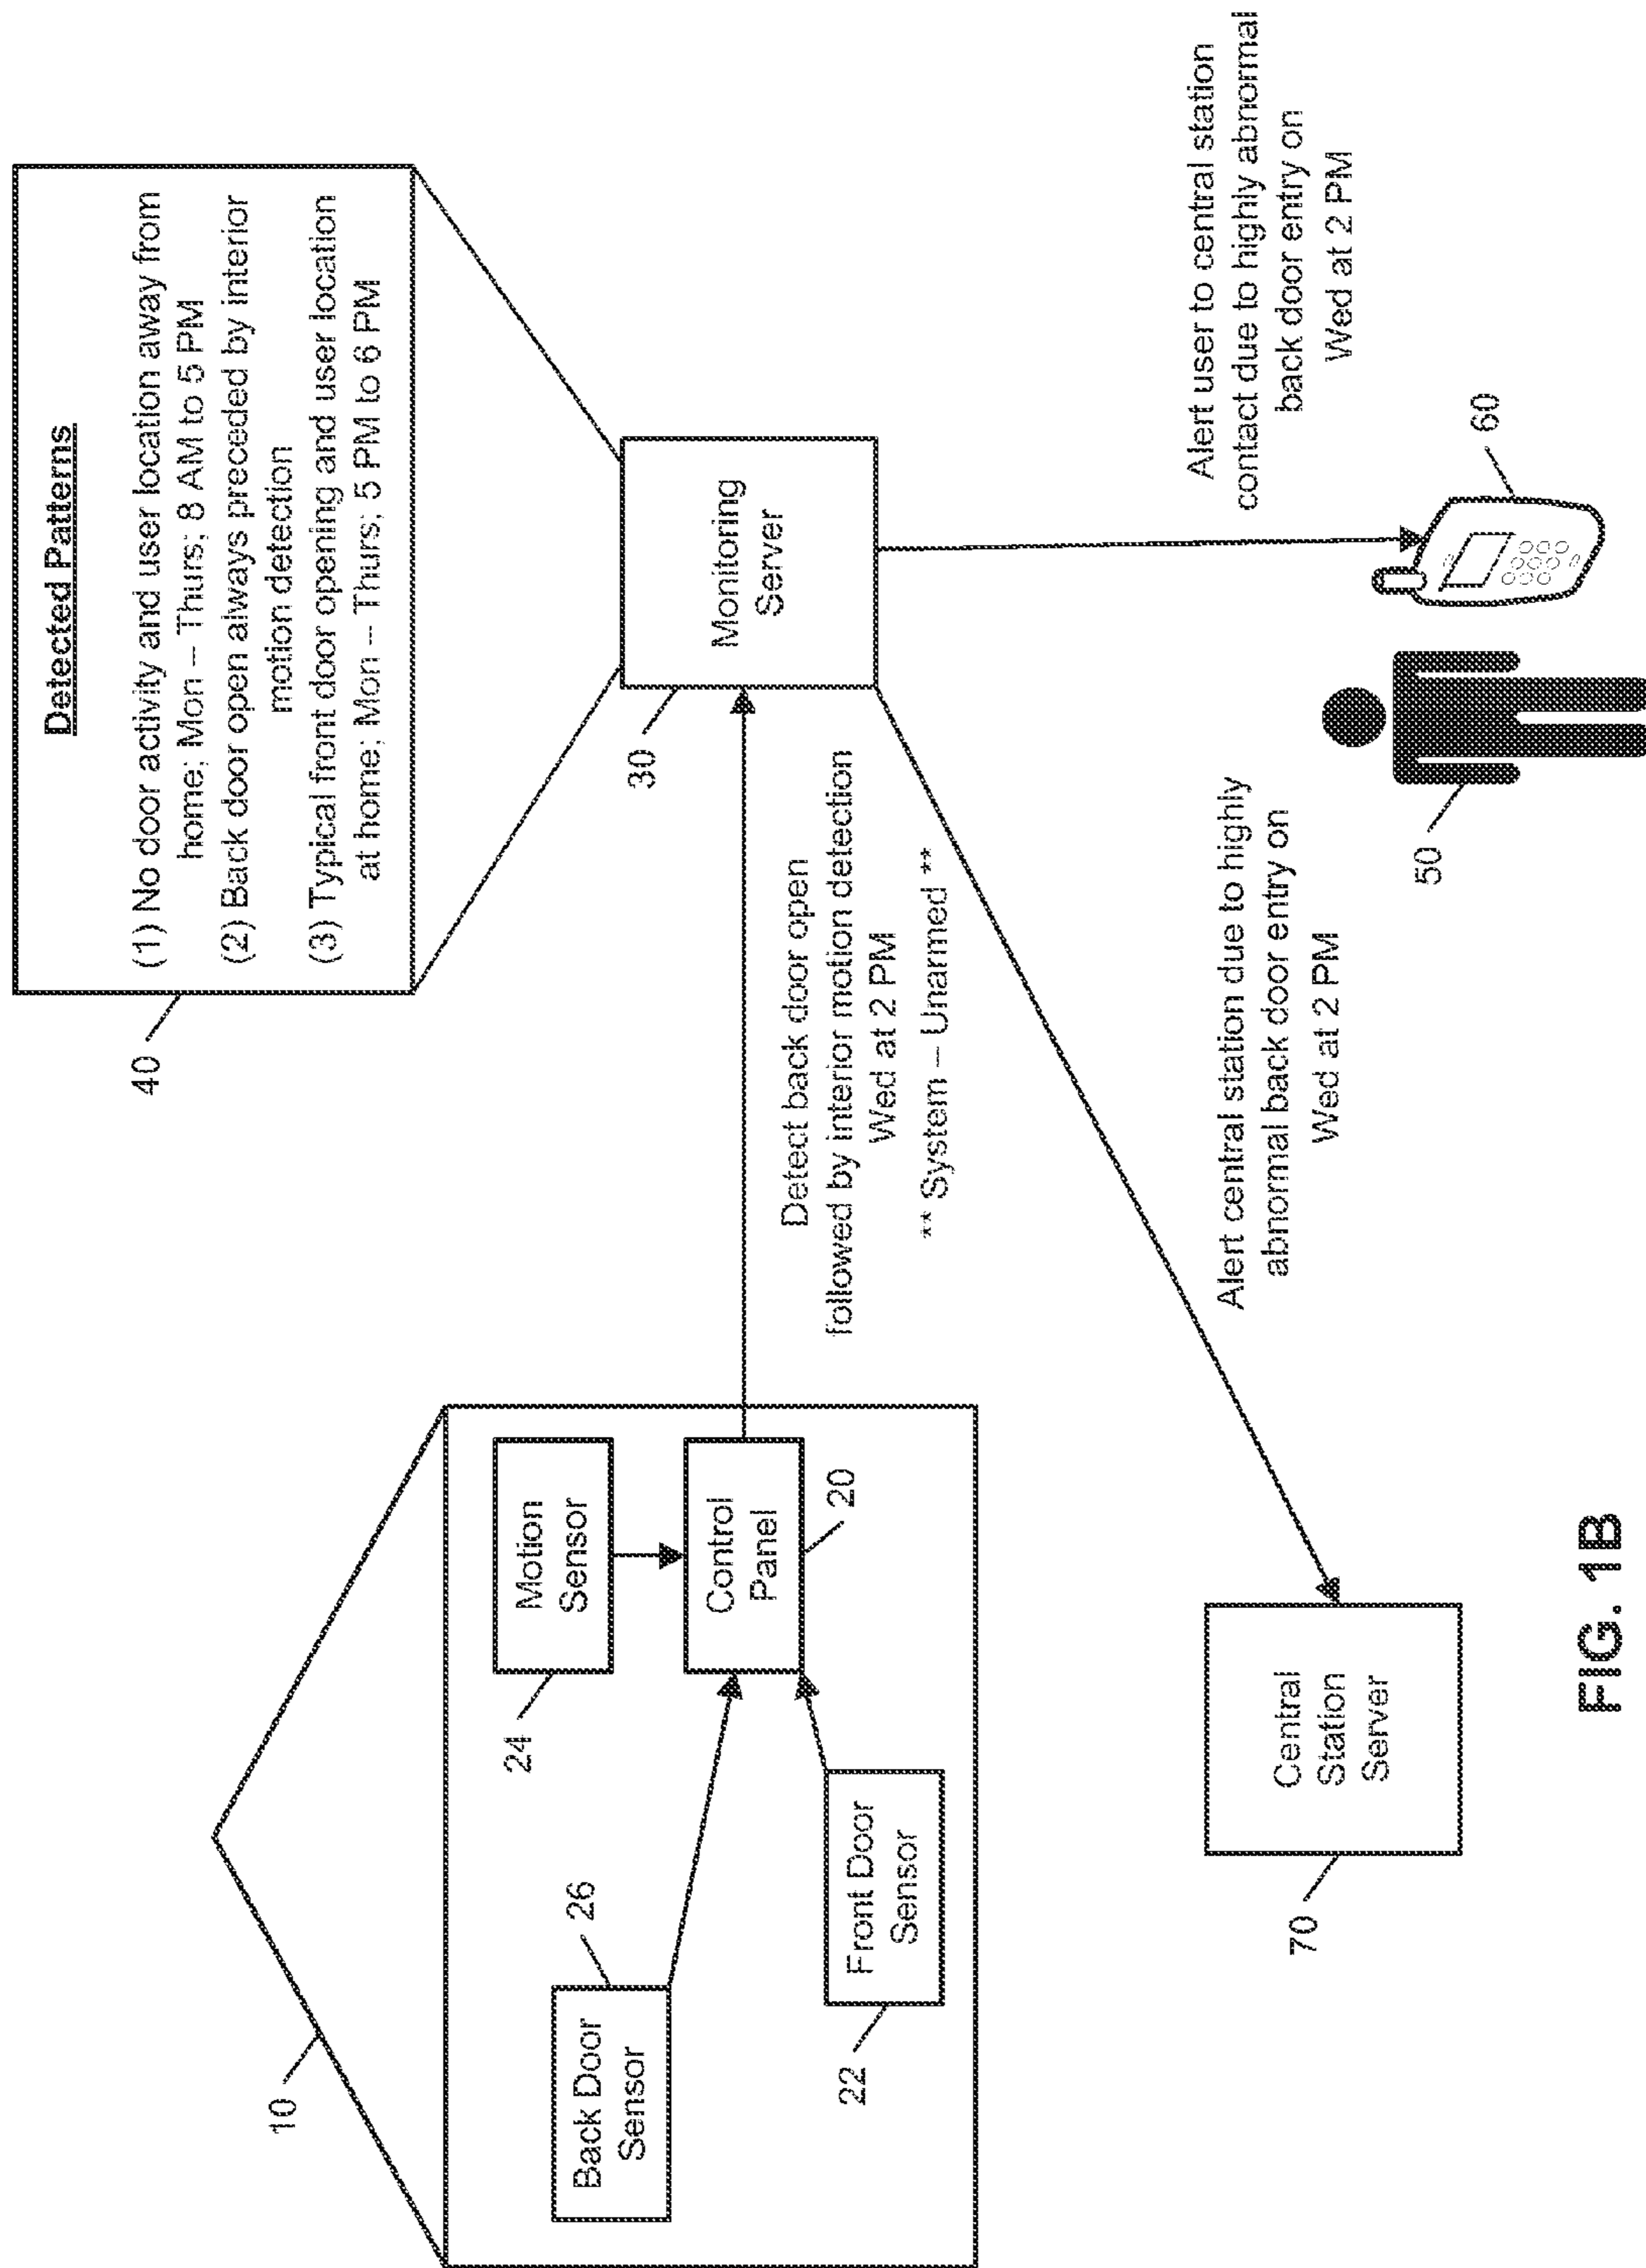 Detected Patterns
(1) No door activity and user location away from
home; Mon – Thurs; 8 AM to 5 PM
(2) Back door open always preceded by interior
motion detection
(3) Typical front door opening and user location
at home; Mon – Thurs; 5 PM to 6 PM
40
10
Back Door
Sensor
26
24
Motion
Sensor
Control
Panel
20
22
Front Door
Sensor
Detect back door open
followed by interior motion detection
Wed at 2 PM
** System – Unarmed **
30
Monitoring
Server
70
Central
Station
Server
Alert central station due to highly
abnormal back door entry on
Wed at 2 PM
50
60
Alert user to central station
contact due to highly abnormal
back door entry on
Wed at 2 PM
FIG. 1B